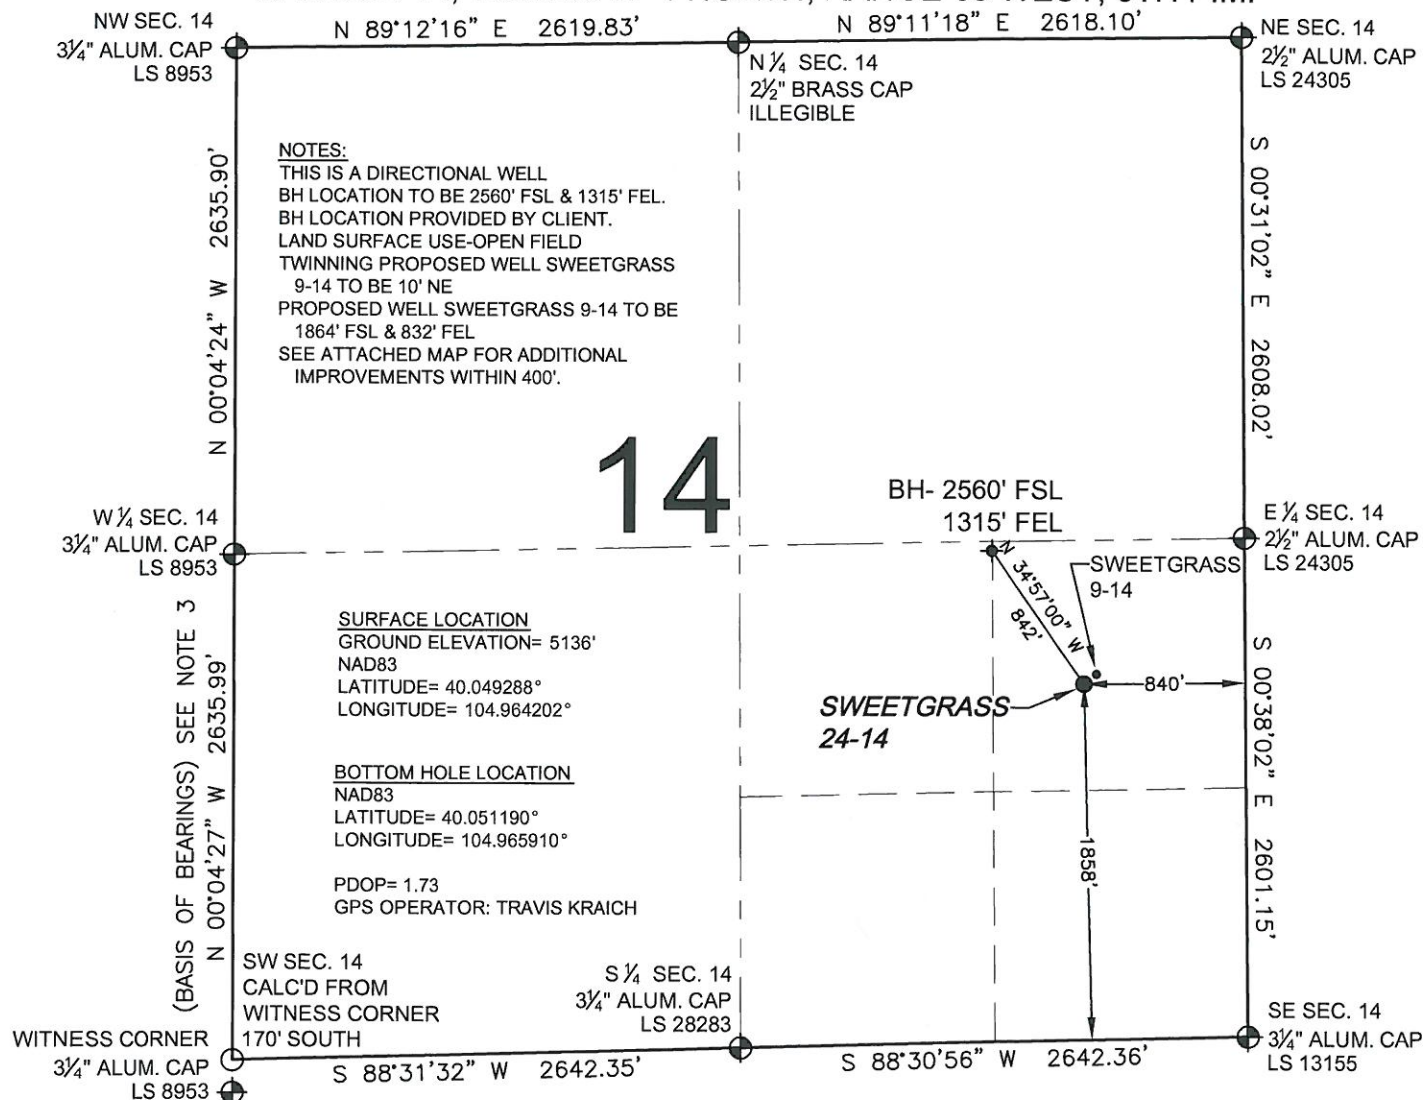 NW SEC. 14
3¼" ALUM. CAP
LS 8953
N 89°12'16" E 2619.83'
N 89°11'18" E 2618.10'
NE SEC. 14
2½" ALUM. CAP
LS 24305
N ¼ SEC. 14
2½" BRASS CAP
ILLEGIBLE
NOTES:
THIS IS A DIRECTIONAL WELL
BH LOCATION TO BE 2560' FSL & 1315' FEL.
BH LOCATION PROVIDED BY CLIENT.
LAND SURFACE USE-OPEN FIELD
TWINNING PROPOSED WELL SWEETGRASS
9-14 TO BE 10' NE
PROPOSED WELL SWEETGRASS 9-14 TO BE
1864' FSL & 832' FEL
SEE ATTACHED MAP FOR ADDITIONAL
IMPROVEMENTS WITHIN 400'.
N 00°04'24" W 2635.90'
S 00°31'02" E 2608.02'
14
BH- 2560' FSL
1315' FEL
W ¼ SEC. 14
3¼" ALUM. CAP
LS 8953
E ¼ SEC. 14
2½" ALUM. CAP
LS 24305
N 34°57'00" W
842'
SWEETGRASS
9-14
840'
SWEETGRASS
24-14
1858'
SURFACE LOCATION
GROUND ELEVATION= 5136'
NAD83
LATITUDE= 40.049288°
LONGITUDE= 104.964202°
BOTTOM HOLE LOCATION
NAD83
LATITUDE= 40.051190°
LONGITUDE= 104.965910°
PDOP= 1.73
GPS OPERATOR: TRAVIS KRAICH
(BASIS OF BEARINGS) SEE NOTE 3
N 00°04'27" W 2635.99'
S 00°38'02" E 2601.15'
SW SEC. 14
CALC'D FROM
WITNESS CORNER
170' SOUTH
WITNESS CORNER
3¼" ALUM. CAP
LS 8953
S ¼ SEC. 14
3¼" ALUM. CAP
LS 28283
S 88°31'32" W 2642.35'
S 88°30'56" W 2642.36'
SE SEC. 14
3¼" ALUM. CAP
LS 13155